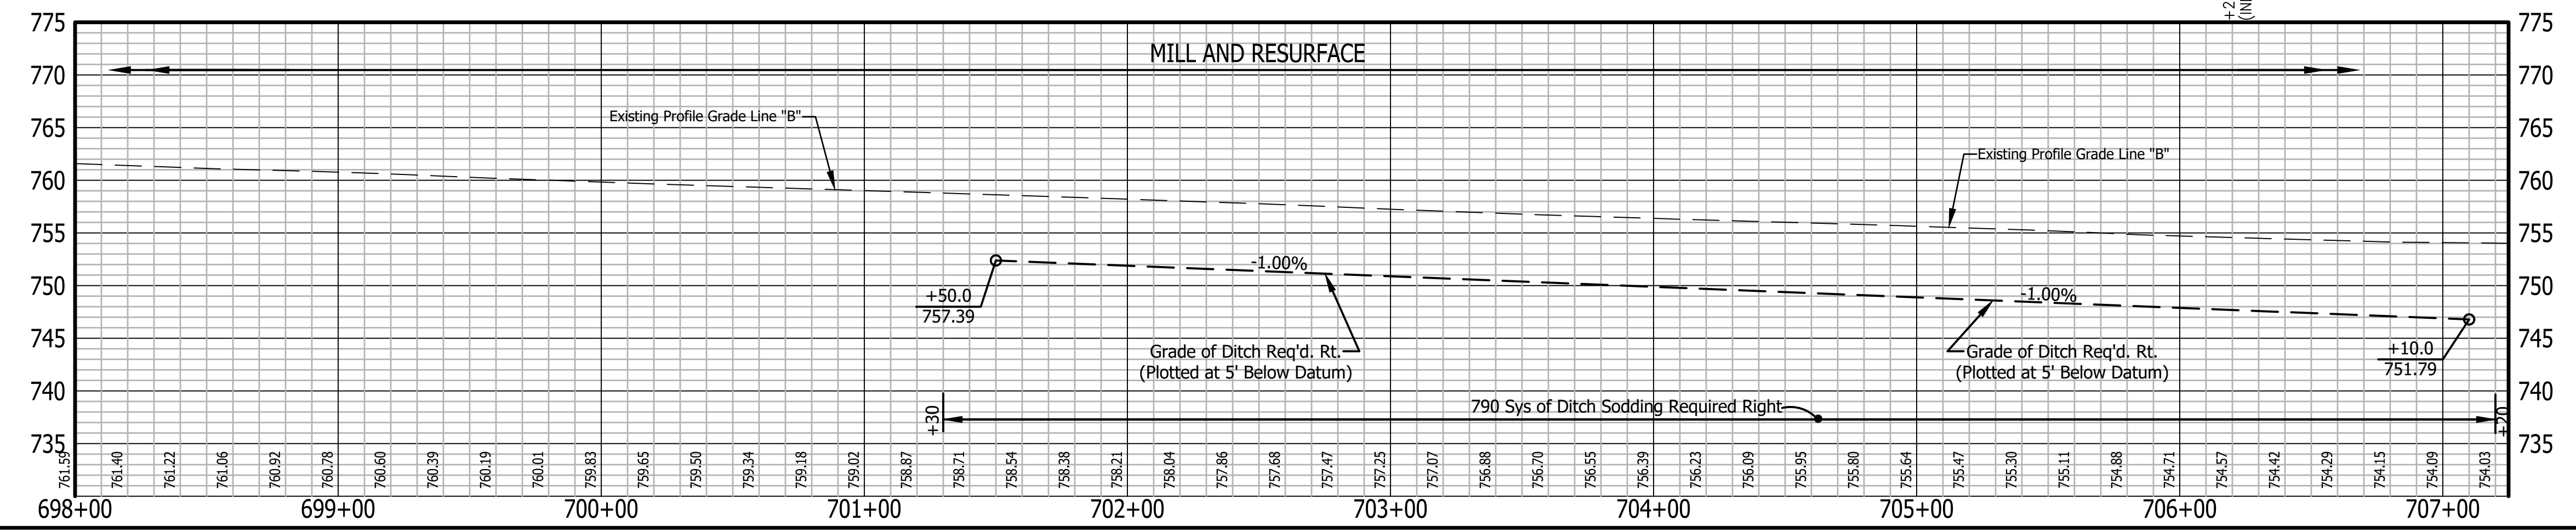 +2
775
775
MILL AND RESURFACE
770
770
Existing Profile Grade Line "B"
765
765
Existing Profile Grade Line "B"
760
760
755
755
-1.00%
750
750
+50.0
757.39
-1.00%
745
745
Grade of Ditch Req'd. Rt.
(Plotted at 5' Below Datum)
Grade of Ditch Req'd. Rt.
(Plotted at 5' Below Datum)
+10.0
751.79
740
740
+30
790 Sys of Ditch Sodding Required Right
+20
735
735
761.59 761.40 761.22 761.06 760.92 760.78 760.60 760.39 760.19 760.01 759.83 759.65 759.50 759.34 759.18 759.02 758.87 758.71 758.54 758.38 758.21 758.04 757.86 757.68 757.47 757.25 757.07 756.88 756.70 756.55 756.39 756.23 756.09 755.95 755.80 755.64 755.47 755.30 755.11 754.88 754.71 754.57 754.42 754.29 754.15 754.09 754.03
698+00 699+00 700+00 701+00 702+00 703+00 704+00 705+00 706+00 707+00